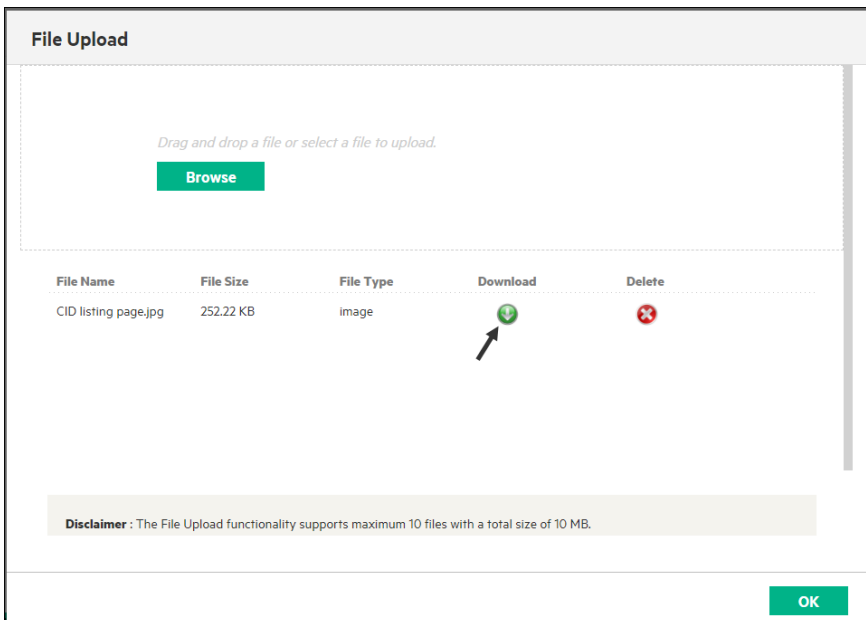 File Upload
Drag and drop a file or select a file to upload.
Browse
File Name File Size File Type Download Delete
CID listing page.jpg 252.22 KB image
Disclaimer : The File Upload functionality supports maximum 10 files with a total size of 10 MB.
OK